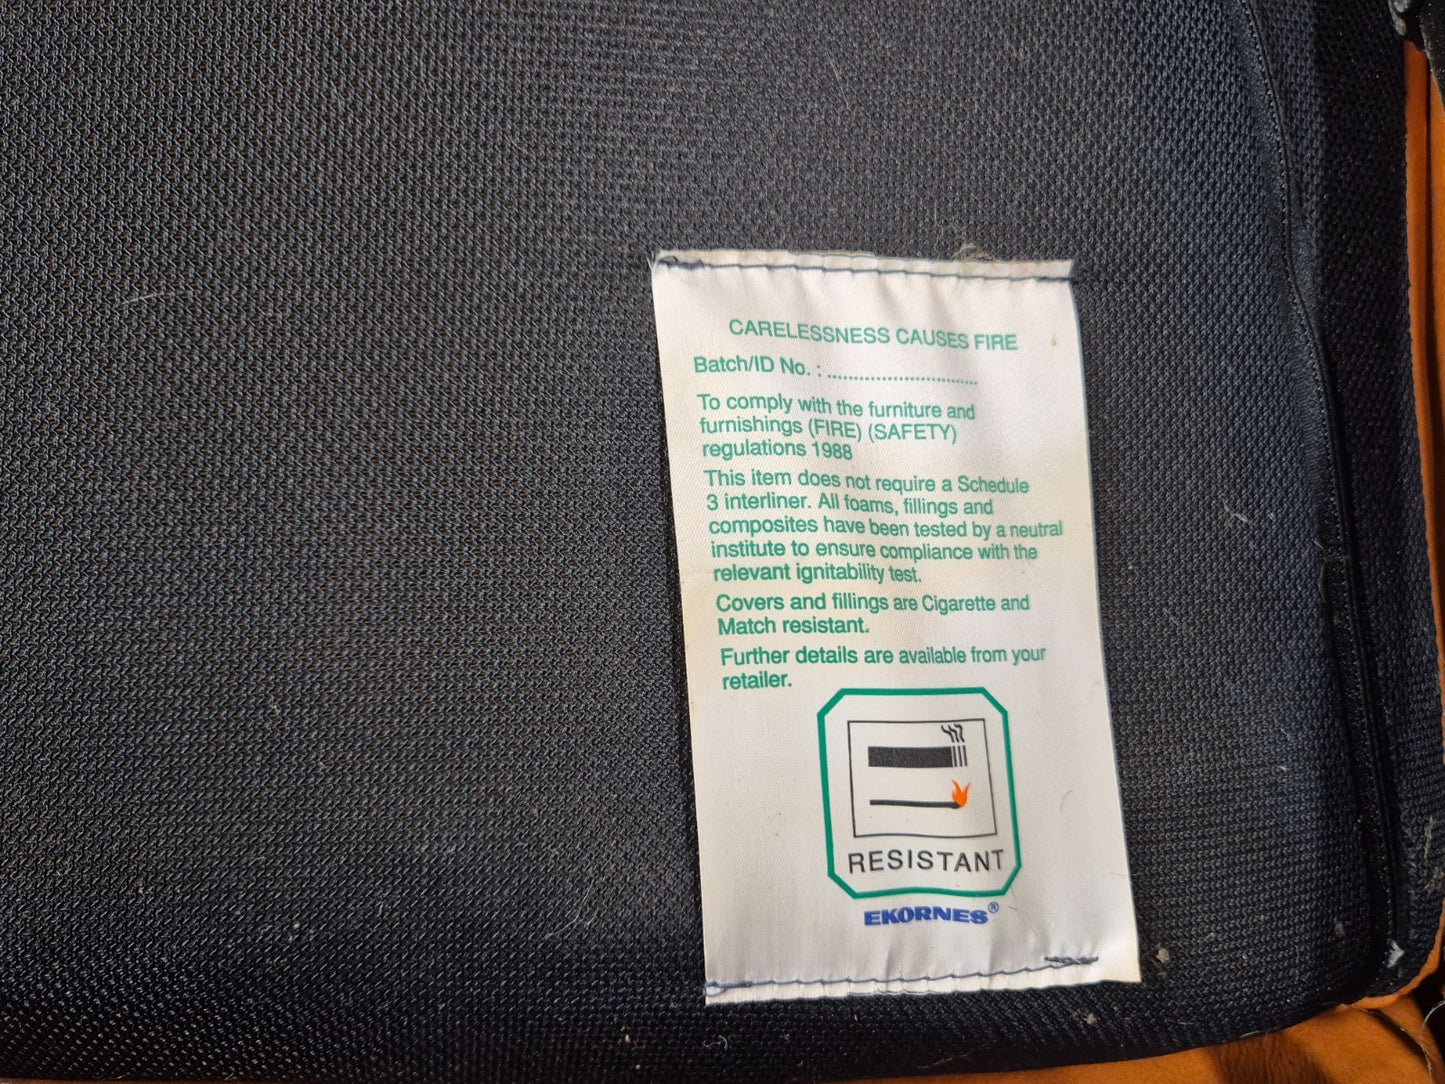 CARELESSNESS CAUSES FIRE
Batch/ID No. : ............................
To comply with the furniture and
furnishings (FIRE) (SAFETY)
regulations 1988
This item does not require a Schedule
3 interliner. All foams, fillings and
composites have been tested by a neutral
institute to ensure compliance with the
relevant ignitability test.
Covers and fillings are Cigarette and
Match resistant.
Further details are available from your
retailer.
RESISTANT
EKORNES®